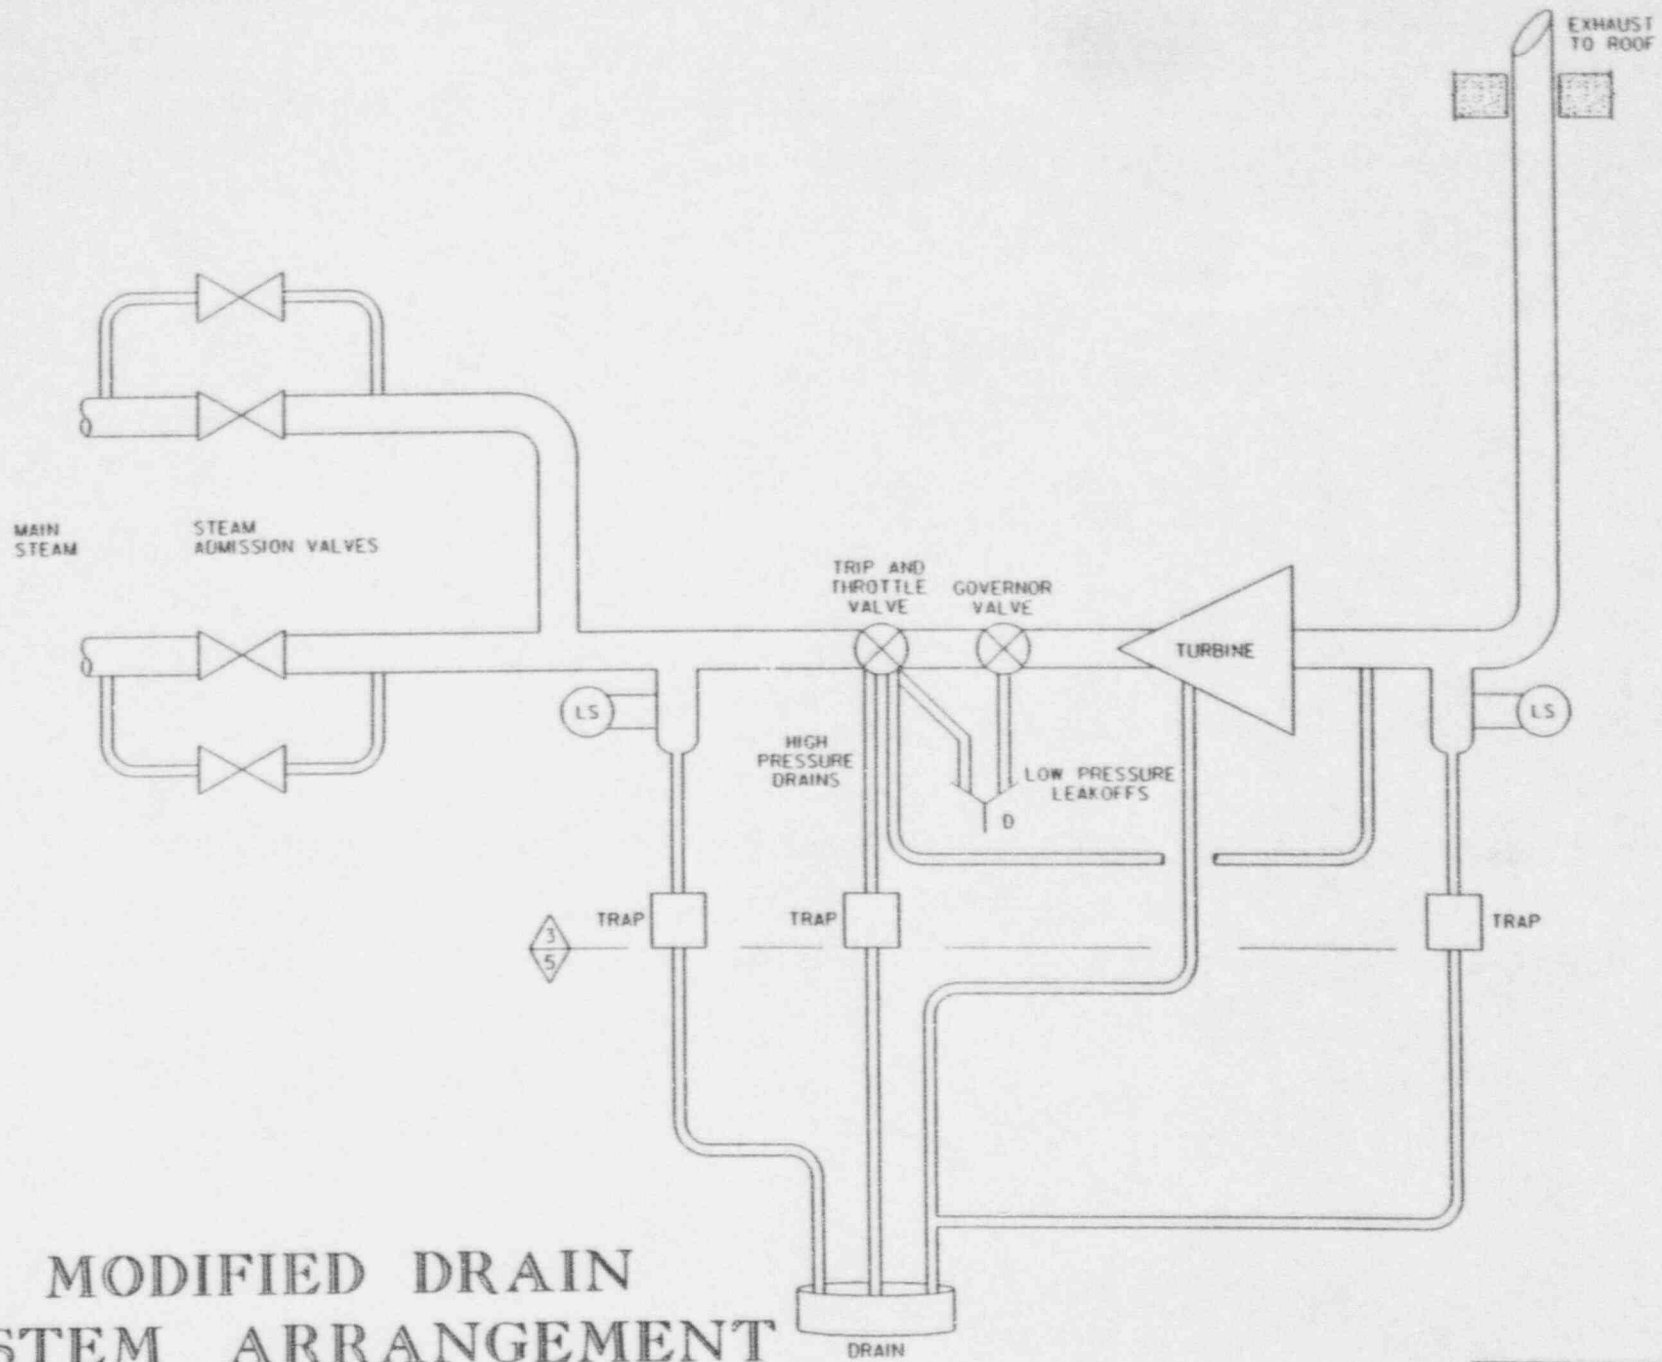 EXHAUST
TO ROOF
MAIN
STEAM
STEAM
ADMISSION VALVES
TRIP AND
THROTTLE
VALVE
GOVERNOR
VALVE
TURBINE
LS
LS
HIGH
PRESSURE
DRAINS
LOW PRESSURE
LEAKOFFS
D
TRAP
TRAP
TRAP
3
5
MODIFIED DRAIN
STEM ARRANGEMENT
DRAIN